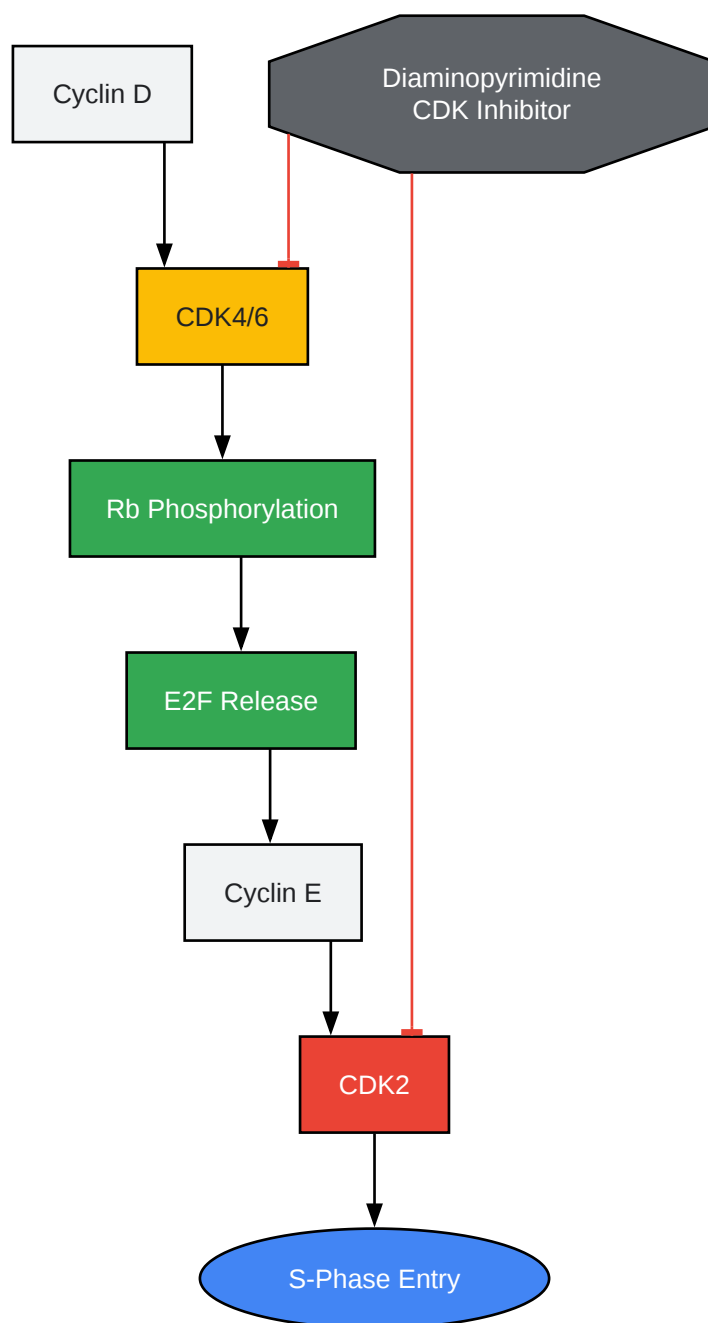 Cyclin D
Diaminopyrimidine
CDK Inhibitor
CDK4/6
Rb Phosphorylation
E2F Release
Cyclin E
CDK2
S-Phase Entry